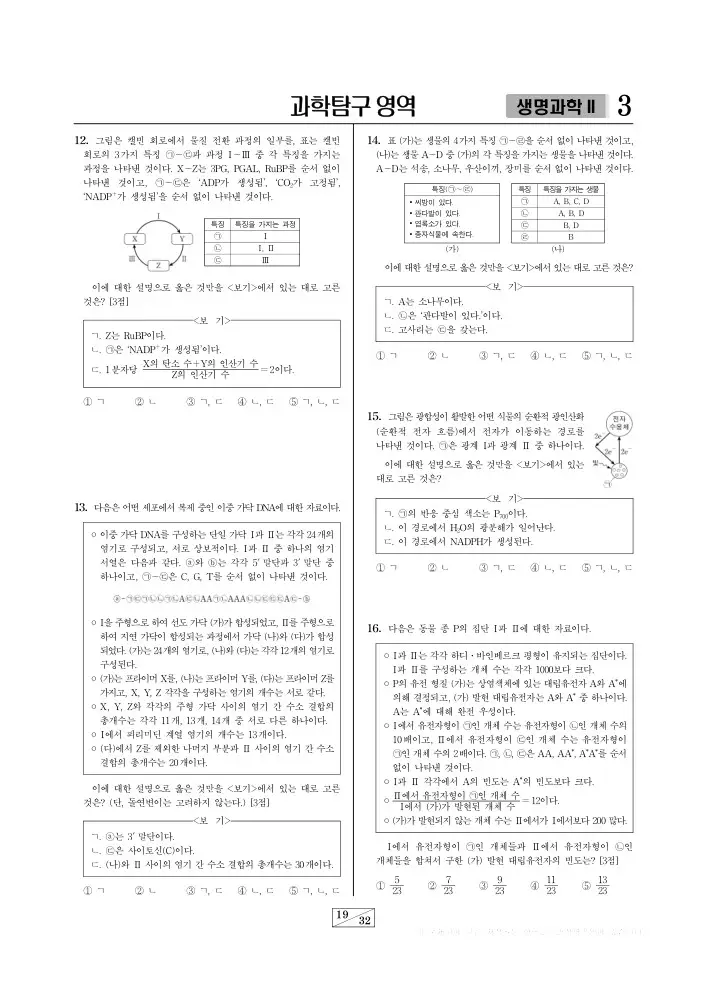 과학탐구 영역
생명과학 II
3
12. 그림은 캘빈 회로에서 물질 전환 과정의 일부를, 표는 캘빈
회로의 3가지 특징 ㉠~㉢과 과정 I~III 중 각 특징을 가지는
과정을 나타낸 것이다. X~Z는 3PG, PGAL, RuBP를 순서 없이
나타낸 것이고, ㉠~㉢은 ‘ADP가 생성됨’, ‘CO₂가 고정됨’,
‘NADP⁺가 생성됨’을 순서 없이 나타낸 것이다.
I
X
Y
III
II
Z
특징 특징을 가지는 과정
㉠ I
㉡ I, II
㉢ III
이에 대한 설명으로 옳은 것만을 <보기>에서 있는 대로 고른
것은? [3점]
<보 기>
ㄱ. Z는 RuBP이다.
ㄴ. ㉠은 ‘NADP⁺가 생성됨’이다.
ㄷ. 1분자당 X의 탄소 수+Y의 인산기 수 / Z의 인산기 수 = 2이다.
① ㄱ ② ㄴ ③ ㄱ, ㄷ ④ ㄴ, ㄷ ⑤ ㄱ, ㄴ, ㄷ
13. 다음은 어떤 세포에서 복제 중인 이중 가닥 DNA에 대한 자료이다.
○ 이중 가닥 DNA를 구성하는 단일 가닥 I과 II는 각각 24개의
염기로 구성되고, 서로 상보적이다. I과 II 중 하나의 염기
서열은 다음과 같다. ⓐ와 ⓑ는 각각 5′ 말단과 3′ 말단 중
하나이고, ㉠~㉢은 C, G, T를 순서 없이 나타낸 것이다.
○ I을 주형으로 하여 선도 가닥 (가)가 합성되었고, II를 주형으로
하여 지연 가닥이 합성되는 과정에서 가닥 (나)와 (다)가 합성
되었다. (가)는 24개의 염기로, (나)와 (다)는 각각 12개의 염기로
구성된다.
○ (가)는 프라이머 X를, (나)는 프라이머 Y를, (다)는 프라이머 Z를
가지고, X, Y, Z 각각을 구성하는 염기의 개수는 서로 같다.
○ X, Y, Z와 각각의 주형 가닥 사이의 염기 간 수소 결합의
총개수는 각각 11개, 13개, 14개 중 서로 다른 하나이다.
○ I에서 피리미딘 계열 염기의 개수는 13개이다.
○ (다)에서 Z를 제외한 나머지 부분과 II 사이의 염기 간 수소
결합의 총개수는 20개이다.
이에 대한 설명으로 옳은 것만을 <보기>에서 있는 대로 고른
것은? (단, 돌연변이는 고려하지 않는다.) [3점]
<보 기>
ㄱ. ⓐ는 3′ 말단이다.
ㄴ. ㉢은 사이토신(C)이다.
ㄷ. (나)와 II 사이의 염기 간 수소 결합의 총개수는 30개이다.
① ㄱ ② ㄴ ③ ㄱ, ㄷ ④ ㄴ, ㄷ ⑤ ㄱ, ㄴ, ㄷ
14. 표 (가)는 생물의 4가지 특징 ㉠~㉣을 순서 없이 나타낸 것이고,
(나)는 생물 A~D 중 (가)의 각 특징을 가지는 생물을 나타낸 것이다.
A~D는 석송, 소나무, 우산이끼, 장미를 순서 없이 나타낸 것이다.
특징(㉠~㉣)
• 씨방이 있다.
• 관다발이 있다.
• 엽록소가 있다.
• 종자식물에 속한다.
(가)
특징 특징을 가지는 생물
㉠ A, B, C, D
㉡ A, B, D
㉢ B, D
㉣ B
(나)
이에 대한 설명으로 옳은 것만을 <보기>에서 있는 대로 고른 것은?
<보 기>
ㄱ. A는 소나무이다.
ㄴ. ㉡은 ‘관다발이 있다.’이다.
ㄷ. 고사리는 ㉢을 갖는다.
① ㄱ ② ㄴ ③ ㄱ, ㄷ ④ ㄴ, ㄷ ⑤ ㄱ, ㄴ, ㄷ
15. 그림은 광합성이 활발한 어떤 식물의 순환적 광인산화
(순환적 전자 흐름)에서 전자가 이동하는 경로를
나타낸 것이다. ㉠은 광계 I과 광계 II 중 하나이다.
이에 대한 설명으로 옳은 것만을 <보기>에서 있는
대로 고른 것은?
전자
수용체
2e⁻
2e⁻ 2e⁻
빛
㉠
<보 기>
ㄱ. ㉠의 반응 중심 색소는 P₇₀₀이다.
ㄴ. 이 경로에서 H₂O의 광분해가 일어난다.
ㄷ. 이 경로에서 NADPH가 생성된다.
① ㄱ ② ㄴ ③ ㄱ, ㄷ ④ ㄴ, ㄷ ⑤ ㄱ, ㄴ, ㄷ
16. 다음은 동물 종 P의 집단 I과 II에 대한 자료이다.
○ I과 II는 각각 하디・바인베르크 평형이 유지되는 집단이다.
I과 II를 구성하는 개체 수는 각각 1000보다 크다.
○ P의 유전 형질 (가)는 상염색체에 있는 대립유전자 A와 A*에
의해 결정되고, (가) 발현 대립유전자는 A와 A* 중 하나이다.
A는 A*에 대해 완전 우성이다.
○ I에서 유전자형이 ㉠인 개체 수는 유전자형이 ㉡인 개체 수의
10배이고, II에서 유전자형이 ㉢인 개체 수는 유전자형이
㉠인 개체 수의 2배이다. ㉠, ㉡, ㉢은 AA, AA*, A*A*를 순서
없이 나타낸 것이다.
○ I과 II 각각에서 A의 빈도는 A*의 빈도보다 크다.
○ II에서 유전자형이 ㉠인 개체 수 / I에서 (가)가 발현된 개체 수 = 12이다.
○ (가)가 발현되지 않는 개체 수는 II에서가 I에서보다 200 많다.
I에서 유전자형이 ㉠인 개체들과 II에서 유전자형이 ㉡인
개체들을 합쳐서 구한 (가) 발현 대립유전자의 빈도는? [3점]
① 5/23 ② 7/23 ③ 9/23 ④ 11/23 ⑤ 13/23
19
32